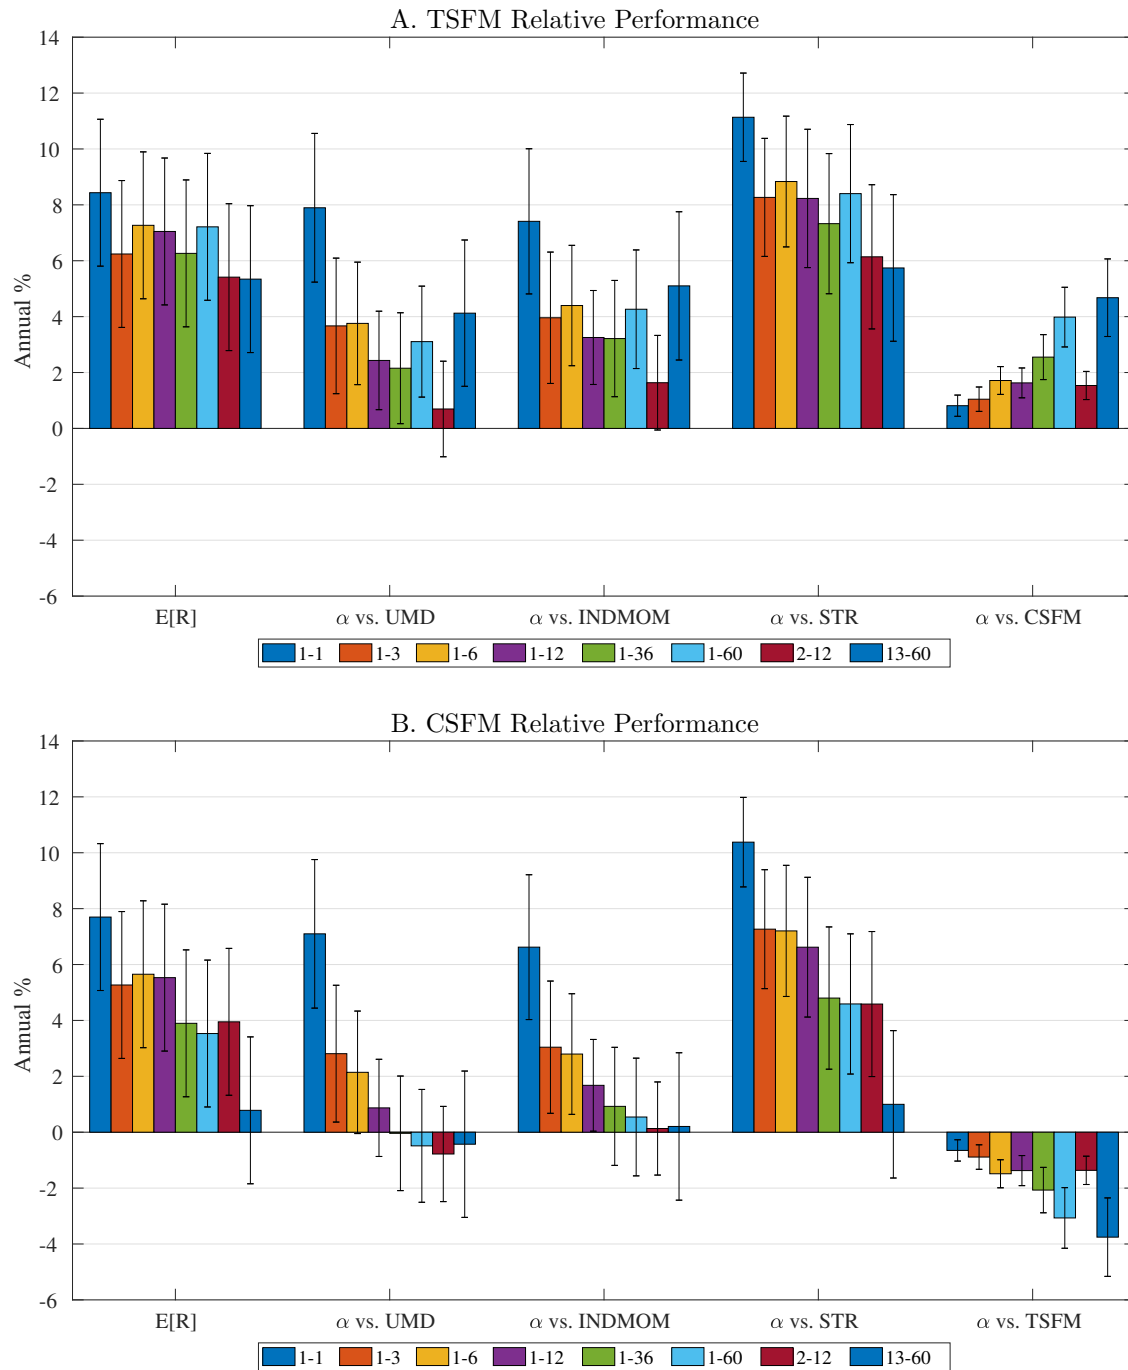 A. TSFM Relative Performance
14
12
10
8
6
4
2
0
-2
-4
-6
Annual %
E[R] α vs. UMD α vs. INDMOM α vs. STR α vs. CSFM
1-1 1-3 1-6 1-12 1-36 1-60 2-12 13-60
B. CSFM Relative Performance
14
12
10
8
6
4
2
0
-2
-4
-6
Annual %
E[R] α vs. UMD α vs. INDMOM α vs. STR α vs. TSFM
1-1 1-3 1-6 1-12 1-36 1-60 2-12 13-60